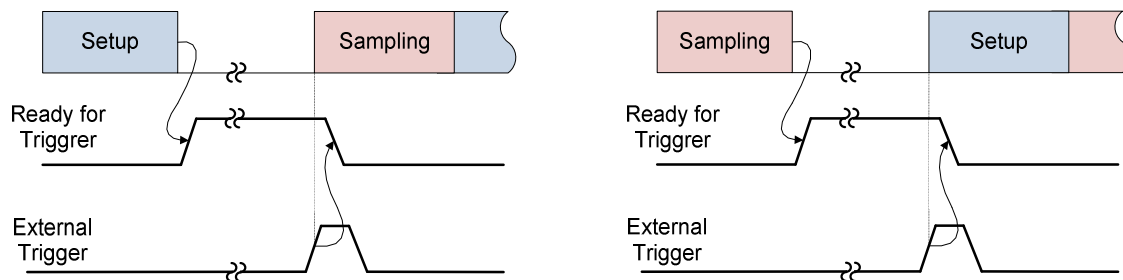 Setup
Sampling
Ready for
Triggrer
External
Trigger
Sampling
Setup
Ready for
Triggrer
External
Trigger